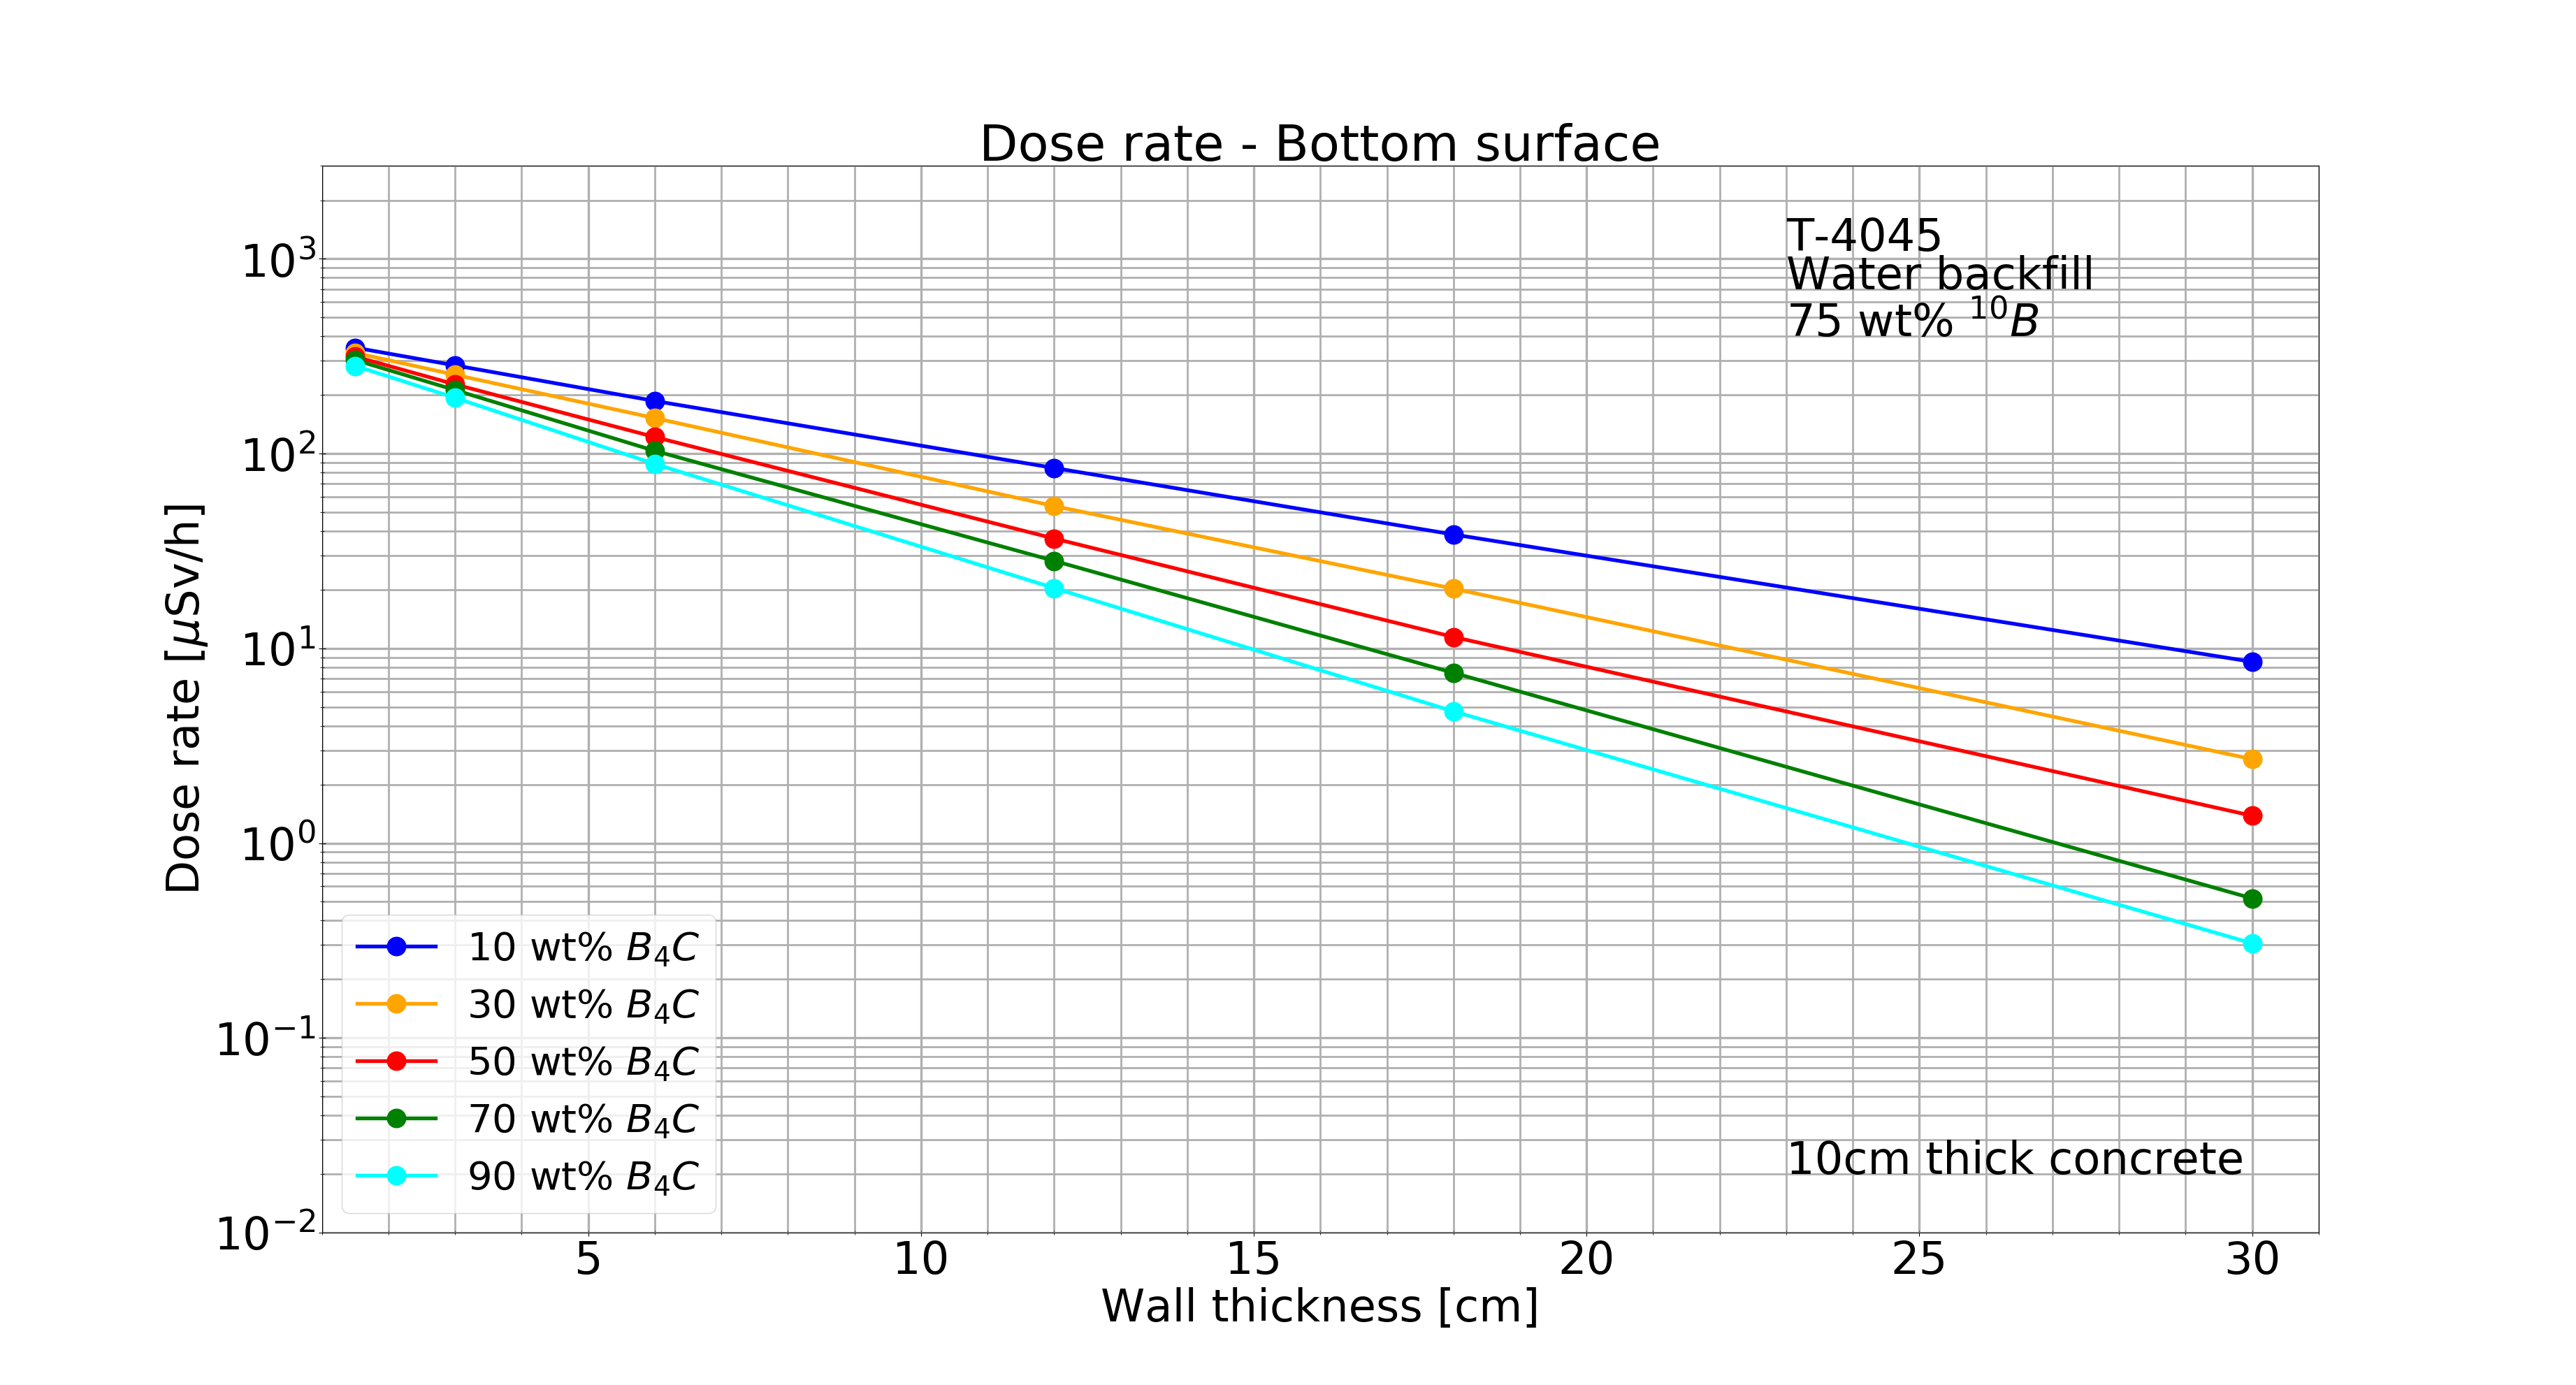 Dose rate - Bottom surface
T-4045
Water backfill
75 wt% ¹⁰B
10³
10²
10¹
10⁰
10⁻¹
10⁻²
Dose rate [μSv/h]
10 wt% B₄C
30 wt% B₄C
50 wt% B₄C
70 wt% B₄C
90 wt% B₄C
10cm thick concrete
5 10 15 20 25 30
Wall thickness [cm]